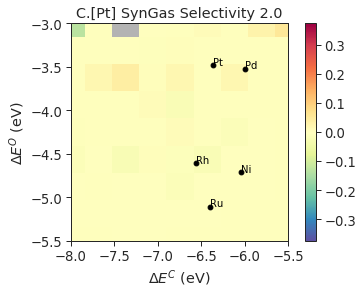 C.[Pt] SynGas Selectivity 2.0
−3.0
−3.5
−4.0
−4.5
−5.0
−5.5
ΔE^O (eV)
Pt
Pd
Rh
Ni
Ru
−8.0 −7.5 −7.0 −6.5 −6.0 −5.5
ΔE^C (eV)
0.3
0.2
0.1
0.0
−0.1
−0.2
−0.3